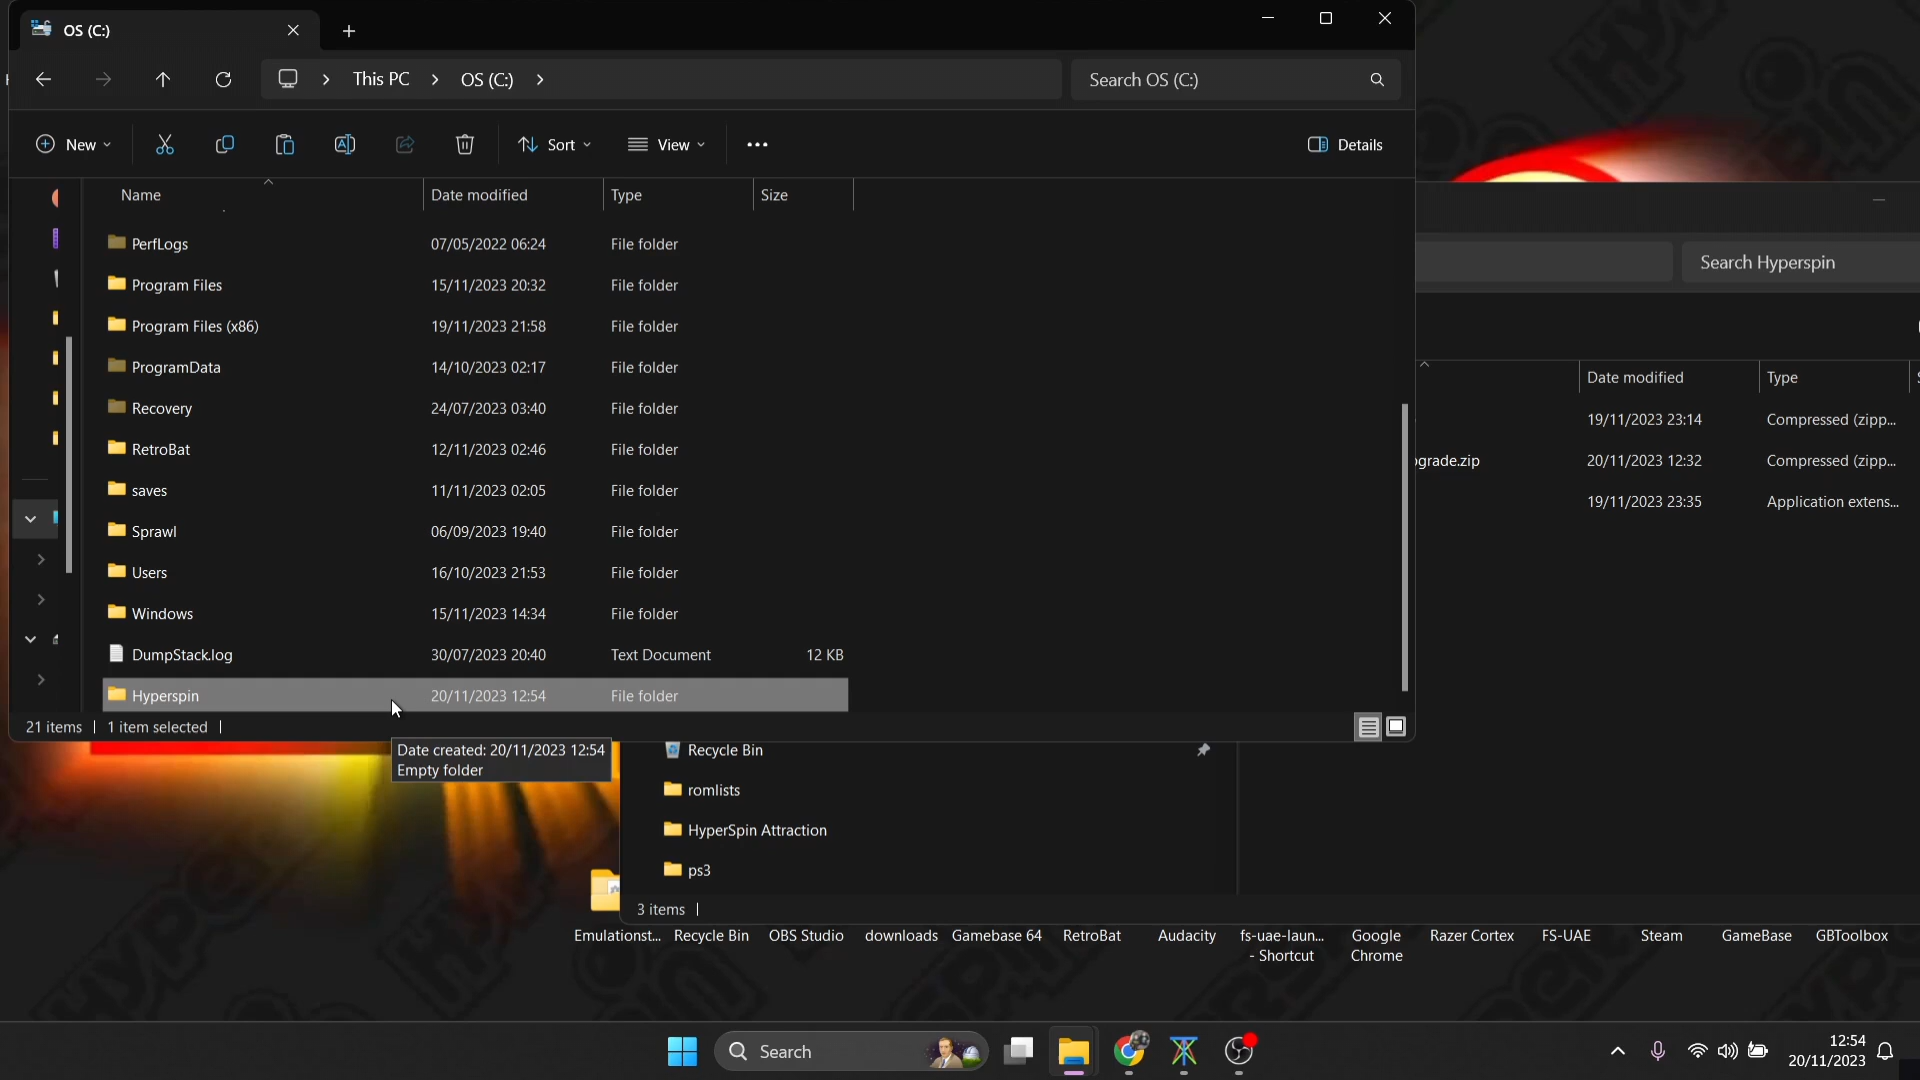 OS (C:)
This PC
OS (C:)
Search OS (C:)
New
Sort
View
Details
Name
Date modified
Type
Size
PerfLogs 07/05/2022 06:24 File folder
Program Files 15/11/2023 20:32 File folder
Program Files (x86) 19/11/2023 21:58 File folder
ProgramData 14/10/2023 02:17 File folder
Recovery 24/07/2023 03:40 File folder
RetroBat 12/11/2023 02:46 File folder
saves 11/11/2023 02:05 File folder
Sprawl 06/09/2023 19:40 File folder
Users 16/10/2023 21:53 File folder
Windows 15/11/2023 14:34 File folder
DumpStack.log 30/07/2023 20:40 Text Document 12 KB
Hyperspin 20/11/2023 12:54 File folder
21 items
1 item selected
Date created: 20/11/2023 12:54
Empty folder
Search Hyperspin
Date modified
Type
19/11/2023 23:14 Compressed (zipp...
grade.zip 20/11/2023 12:32 Compressed (zipp...
19/11/2023 23:35 Application extens...
Recycle Bin
romlists
HyperSpin Attraction
ps3
3 items
Emulationst...
Recycle Bin
OBS Studio
downloads
Gamebase 64
RetroBat
Audacity
fs-uae-laun...
- Shortcut
Google
Chrome
Razer Cortex
FS-UAE
Steam
GameBase
GBToolbox
Search
12:54
20/11/2023